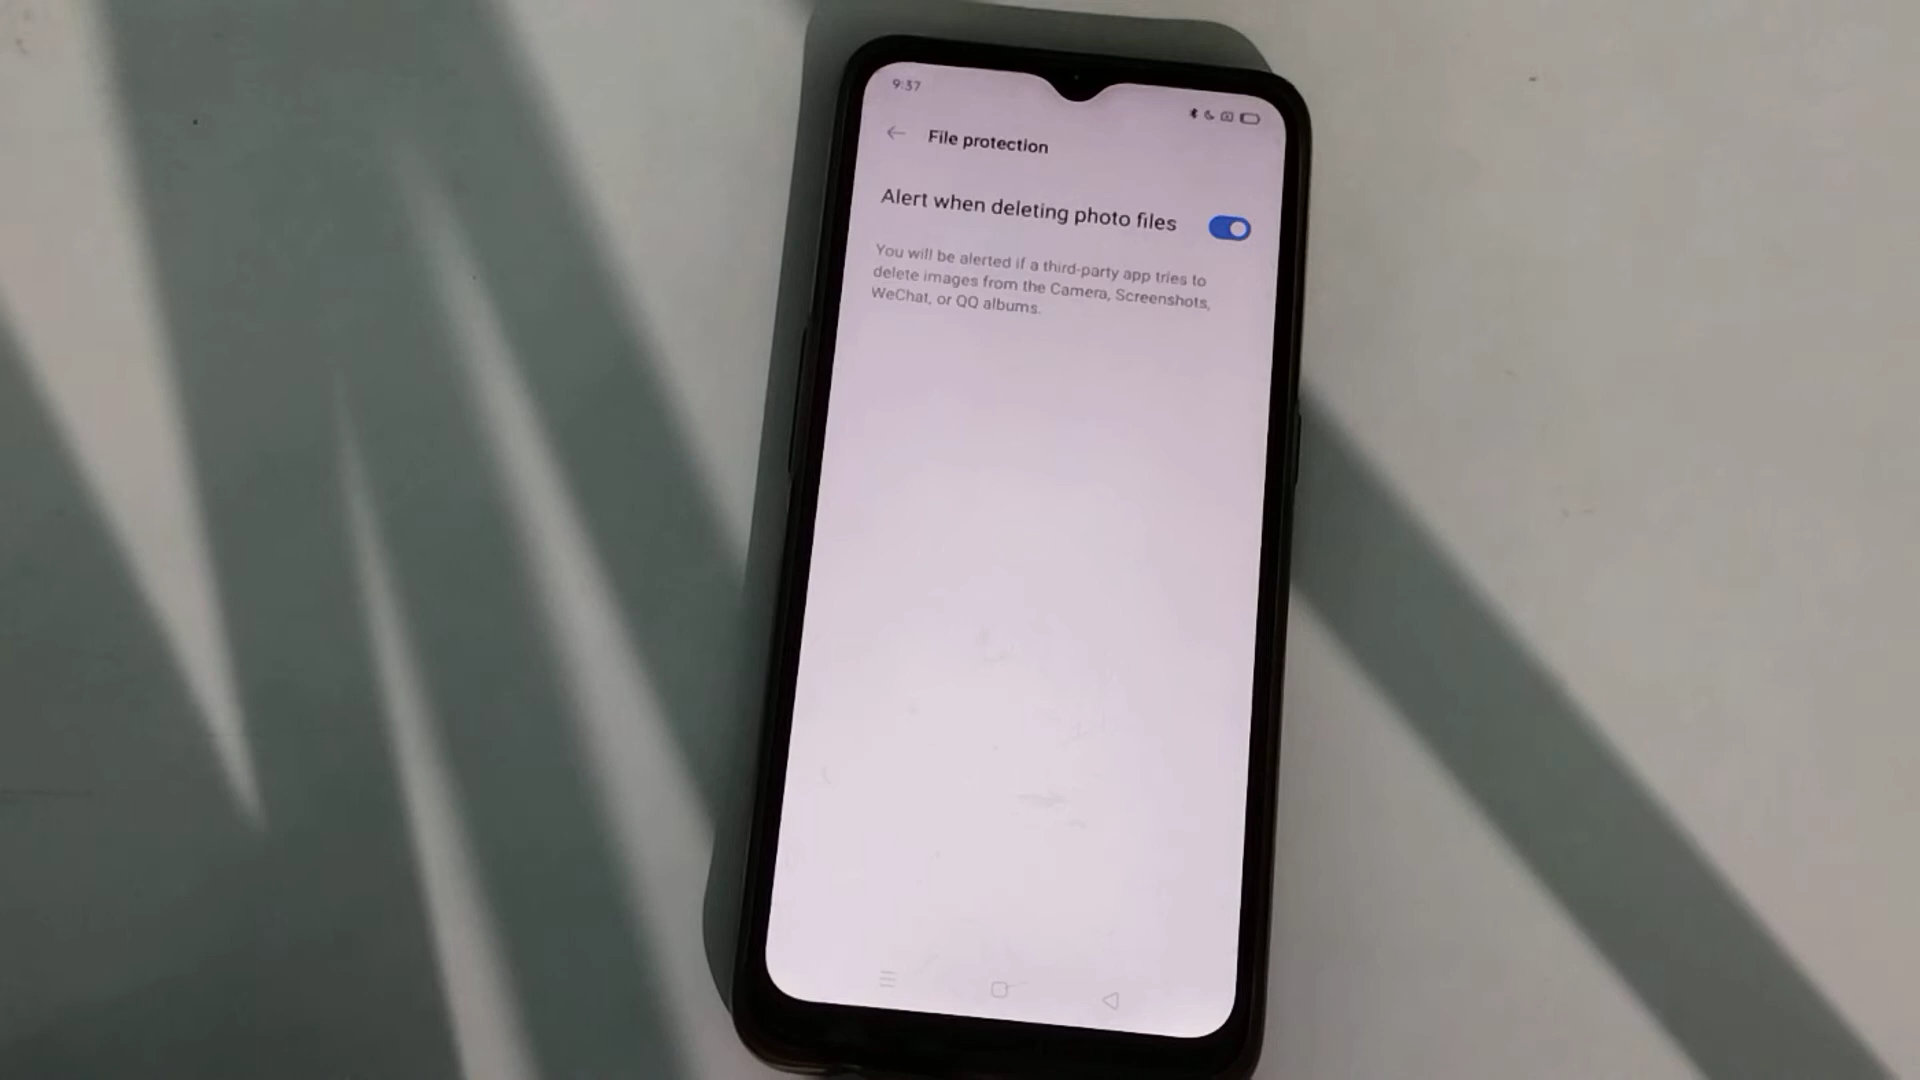 9:37
File protection
Alert when deleting photo files
You will be alerted if a third-party app tries to
delete images from the Camera, Screenshots,
WeChat, or QQ albums.